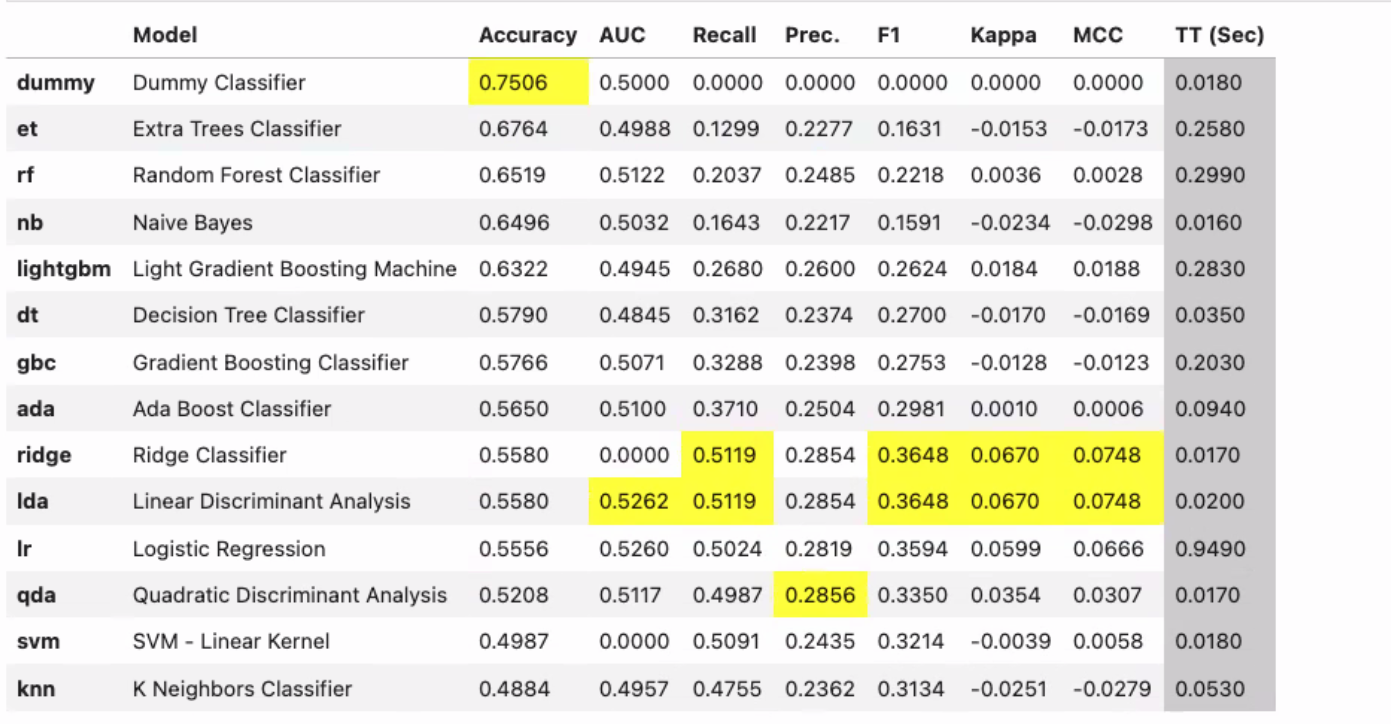 Model Accuracy AUC Recall Prec. F1 Kappa MCC TT (Sec)
dummy Dummy Classifier 0.7506 0.5000 0.0000 0.0000 0.0000 0.0000 0.0000 0.0180
et Extra Trees Classifier 0.6764 0.4988 0.1299 0.2277 0.1631 -0.0153 -0.0173 0.2580
rf Random Forest Classifier 0.6519 0.5122 0.2037 0.2485 0.2218 0.0036 0.0028 0.2990
nb Naive Bayes 0.6496 0.5032 0.1643 0.2217 0.1591 -0.0234 -0.0298 0.0160
lightgbm Light Gradient Boosting Machine 0.6322 0.4945 0.2680 0.2600 0.2624 0.0184 0.0188 0.2830
dt Decision Tree Classifier 0.5790 0.4845 0.3162 0.2374 0.2700 -0.0170 -0.0169 0.0350
gbc Gradient Boosting Classifier 0.5766 0.5071 0.3288 0.2398 0.2753 -0.0128 -0.0123 0.2030
ada Ada Boost Classifier 0.5650 0.5100 0.3710 0.2504 0.2981 0.0010 0.0006 0.0940
ridge Ridge Classifier 0.5580 0.0000 0.5119 0.2854 0.3648 0.0670 0.0748 0.0170
lda Linear Discriminant Analysis 0.5580 0.5262 0.5119 0.2854 0.3648 0.0670 0.0748 0.0200
lr Logistic Regression 0.5556 0.5260 0.5024 0.2819 0.3594 0.0599 0.0666 0.9490
qda Quadratic Discriminant Analysis 0.5208 0.5117 0.4987 0.2856 0.3350 0.0354 0.0307 0.0170
svm SVM - Linear Kernel 0.4987 0.0000 0.5091 0.2435 0.3214 -0.0039 0.0058 0.0180
knn K Neighbors Classifier 0.4884 0.4957 0.4755 0.2362 0.3134 -0.0251 -0.0279 0.0530